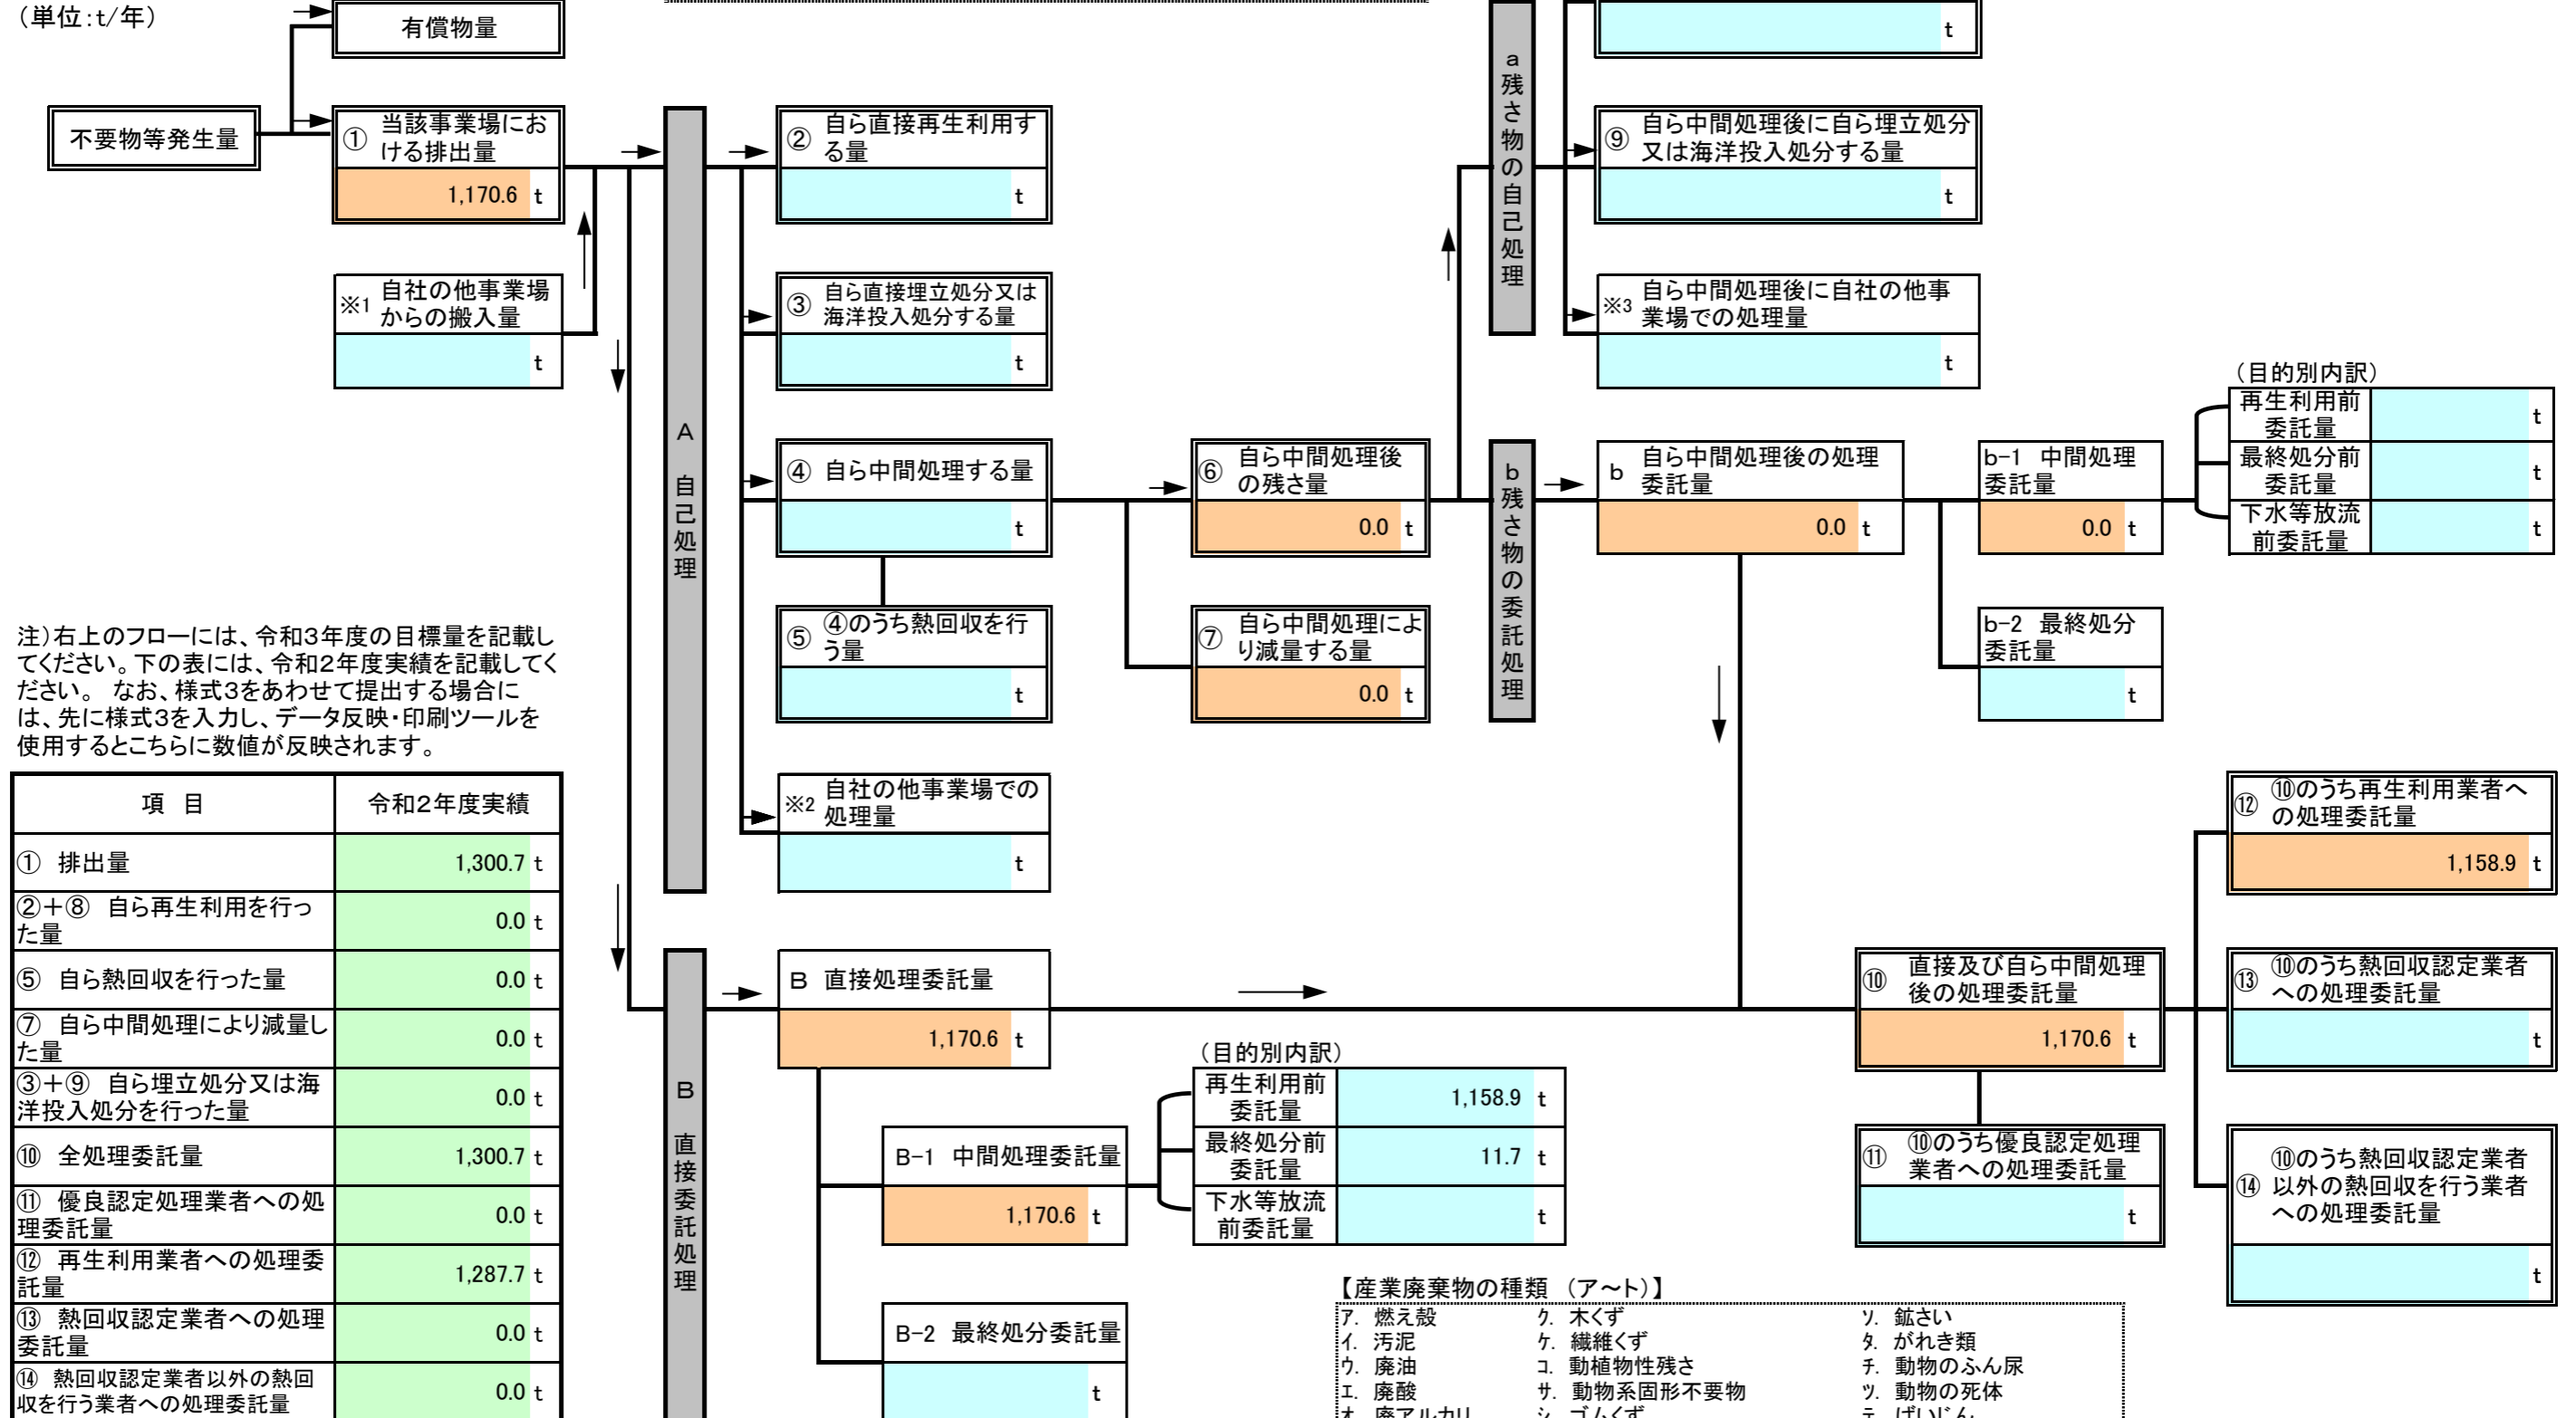 (単位:t/年)
有償物量
t
不要物等発生量
① 当該事業場にお
ける排出量
1,170.6 t
※1 自社の他事業場
からの搬入量
t
A 自己処理
② 自ら直接再生利用す
る量
t
③ 自ら直接埋立処分又は
海洋投入処分する量
t
④ 自ら中間処理する量
t
⑤ ④のうち熱回収を行
う量
t
※2 自社の他事業場での
処理量
t
⑥ 自ら中間処理後
の残さ量
0.0 t
⑦ 自ら中間処理によ
り減量する量
0.0 t
a 残さ物の自己処理
⑨ 自ら中間処理後に自ら埋立処分
又は海洋投入処分する量
t
※3 自ら中間処理後に自社の他事
業場での処理量
t
b 残さ物の委託処理
b 自ら中間処理後の処理
委託量
0.0 t
b-1 中間処理
委託量
0.0 t
(目的別内訳)
再生利用前
委託量
t
最終処分前
委託量
t
下水等放流
前委託量
t
b-2 最終処分
委託量
t
注)右上のフローには、令和3年度の目標量を記載し
てください。下の表には、令和2年度実績を記載してく
ださい。 なお、様式3をあわせて提出する場合に
は、先に様式3を入力し、データ反映・印刷ツールを
使用するとこちらに数値が反映されます。
項 目 令和2年度実績
① 排出量 1,300.7 t
②+⑧ 自ら再生利用を行っ
た量
0.0 t
⑤ 自ら熱回収を行った量 0.0 t
⑦ 自ら中間処理により減量し
た量
0.0 t
③+⑨ 自ら埋立処分又は海
洋投入処分を行った量
0.0 t
⑩ 全処理委託量 1,300.7 t
⑪ 優良認定処理業者への処
理委託量
0.0 t
⑫ 再生利用業者への処理委
託量
1,287.7 t
⑬ 熱回収認定業者への処理
委託量
0.0 t
⑭ 熱回収認定業者以外の熱回
収を行う業者への処理委託量
0.0 t
B 直接委託処理
B 直接処理委託量
1,170.6 t
B-1 中間処理委託量
1,170.6 t
(目的別内訳)
再生利用前
委託量
1,158.9 t
最終処分前
委託量
11.7 t
下水等放流
前委託量
t
B-2 最終処分委託量
t
⑩ 直接及び自ら中間処理
後の処理委託量
1,170.6 t
⑪ ⑩のうち優良認定処理
業者への処理委託量
t
⑫ ⑩のうち再生利用業者へ
の処理委託量
1,158.9 t
⑬ ⑩のうち熱回収認定業者
への処理委託量
t
⑭ ⑩のうち熱回収認定業者
以外の熱回収を行う業者
への処理委託量
t
【産業廃棄物の種類 (ア~ト)】
ア. 燃え殻 ク. 木くず ソ. 鉱さい
イ. 汚泥 ケ. 繊維くず タ. がれき類
ウ. 廃油 コ. 動植物性残さ チ. 動物のふん尿
エ. 廃酸 サ. 動物系固形不要物 ツ. 動物の死体
オ. 廃アルカリ シ. ゴムくず テ. ばいじん